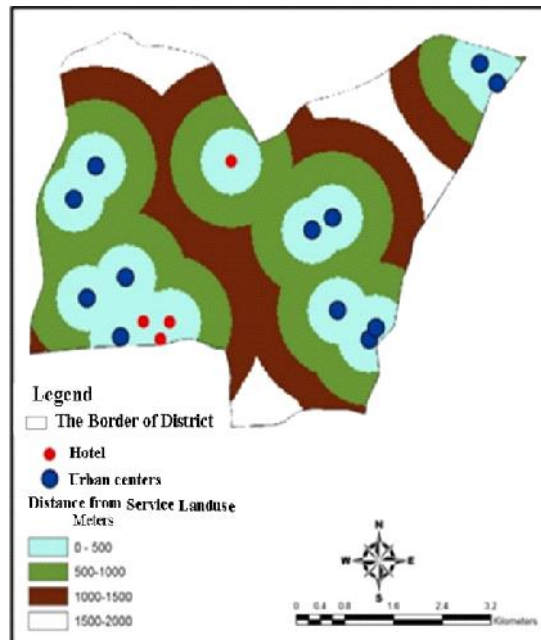 Legend
The Border of District
Hotel
Urban centers
Distance from Service Landuse
Meters
0 - 500
500-1000
1000-1500
1500-2000
N
W E
S
0 0.4 0.8 1.6 2.4 3.2
Kilometers